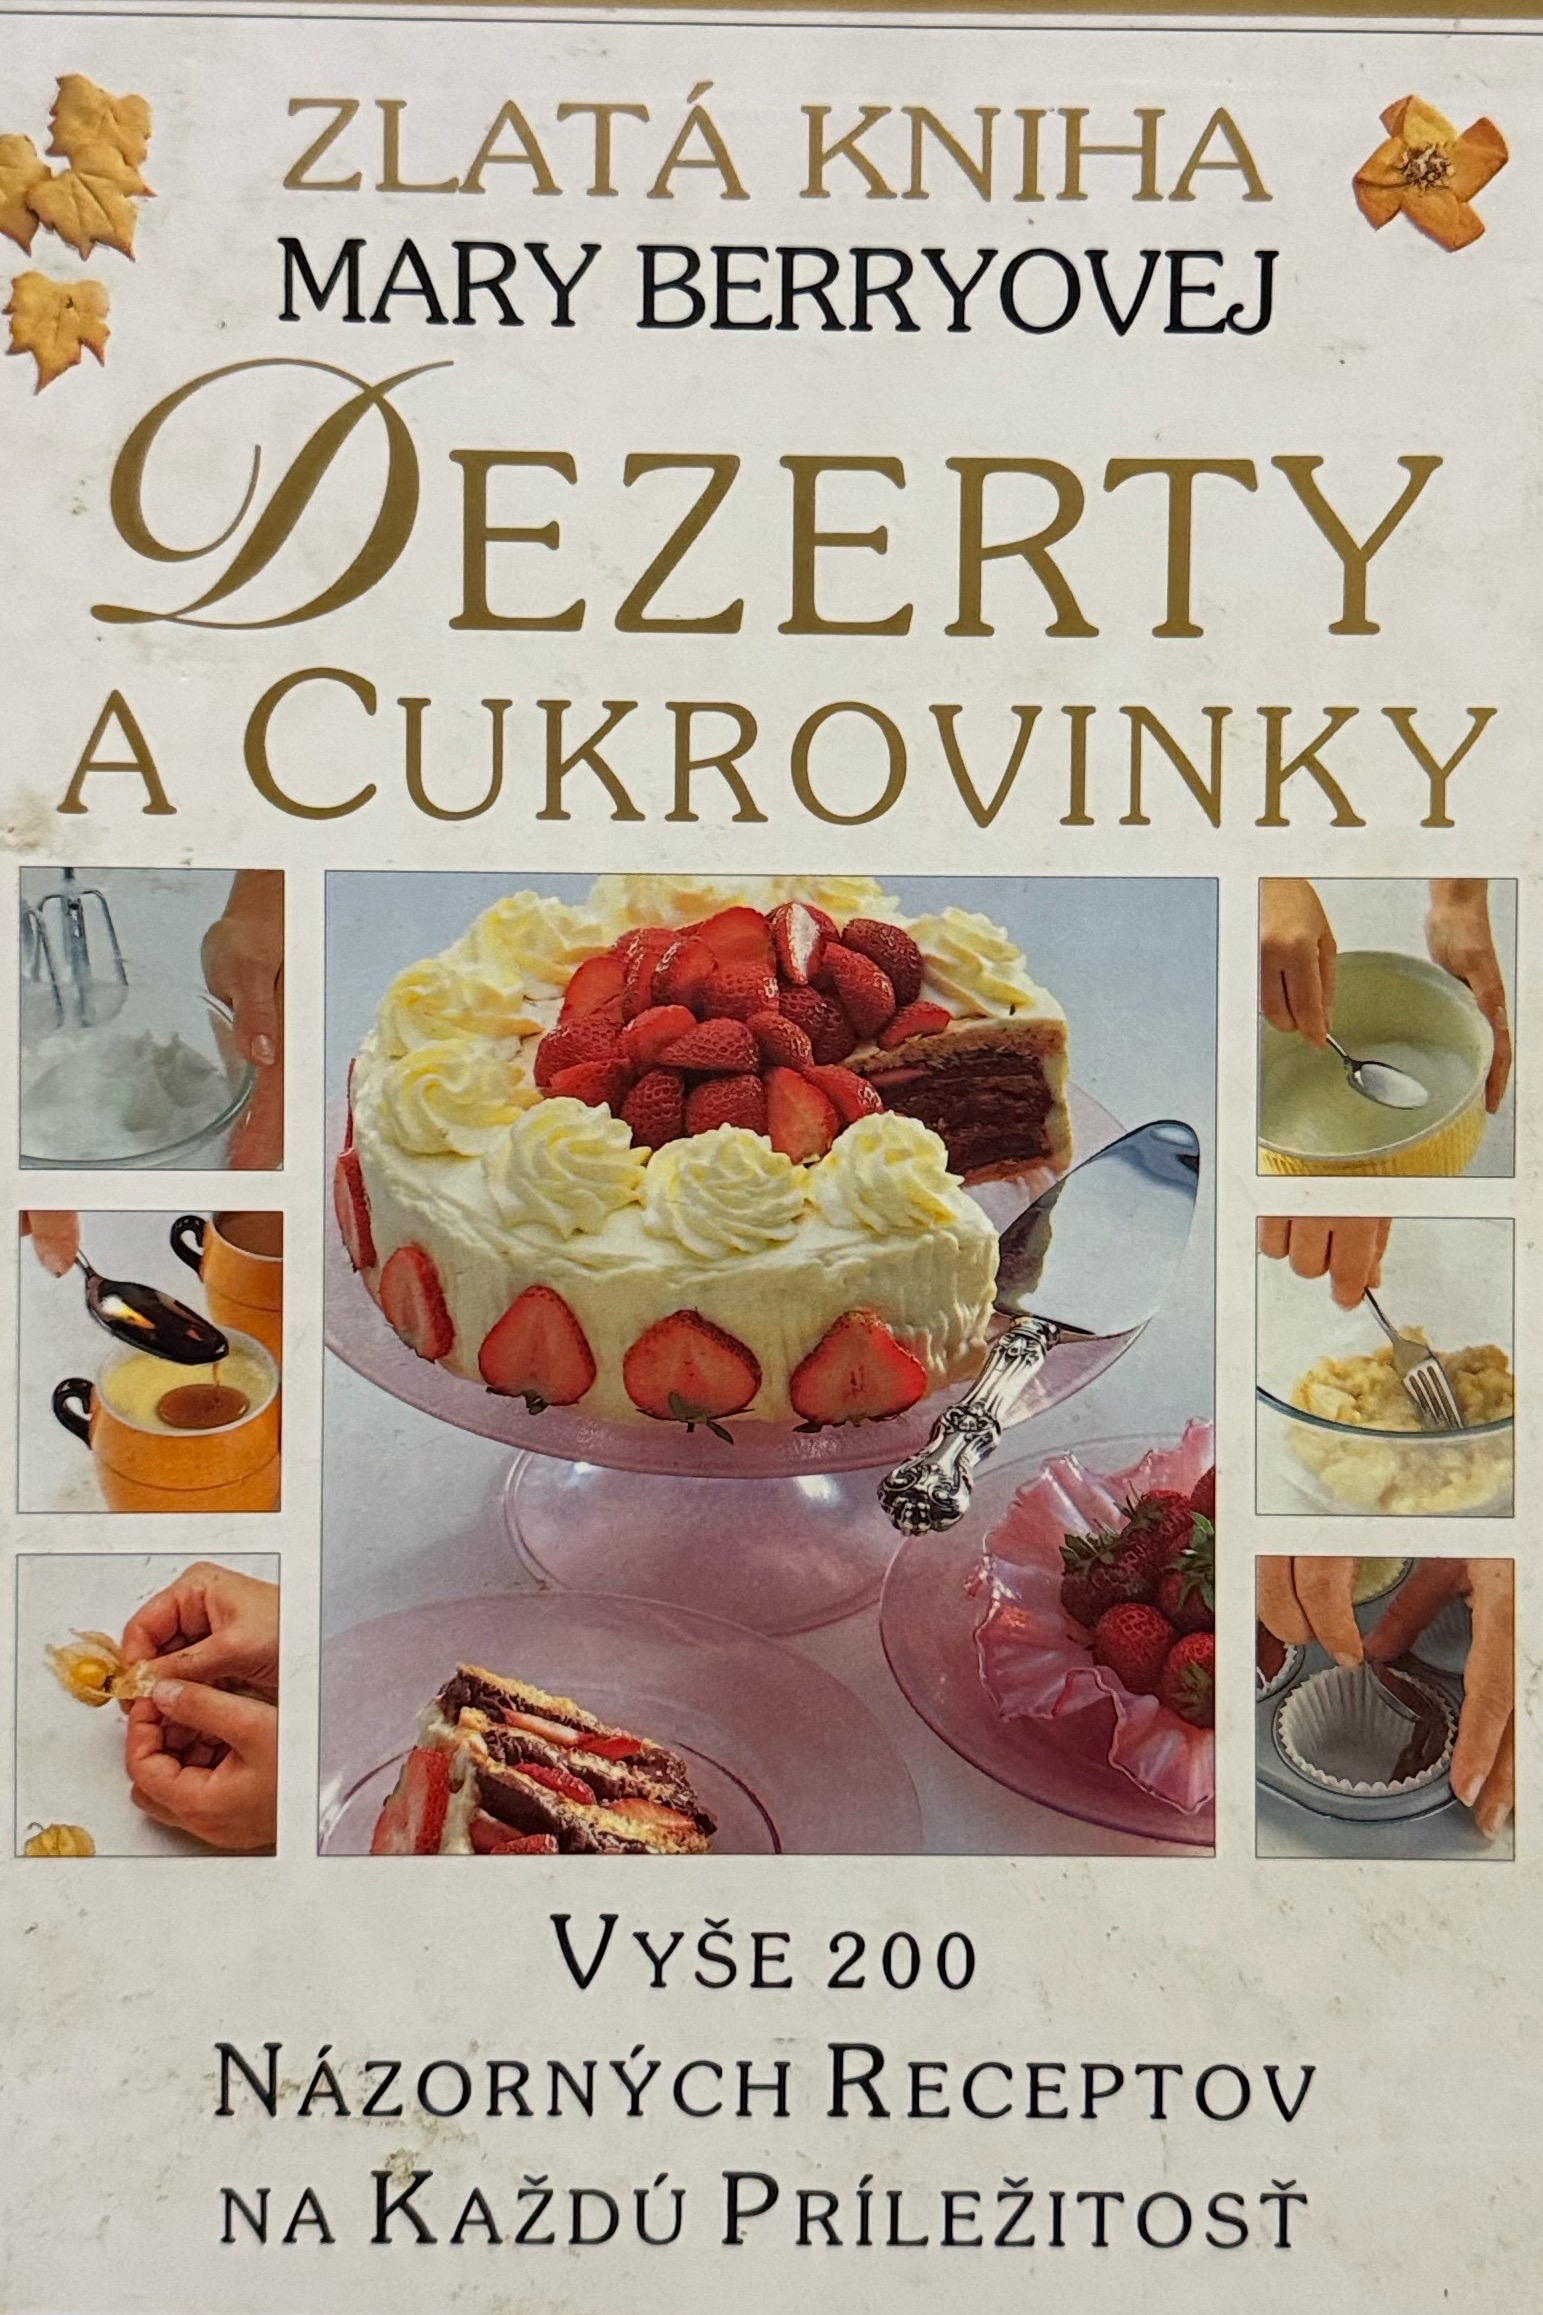 ZLATÁ KNIHA
MARY BERRYOVEJ
DEZERTY
A CUKROVINKY
VYŠE 200
NÁZORNÝCH RECEPTOV
NA KAŽDÚ PRÍLEŽITOSŤ